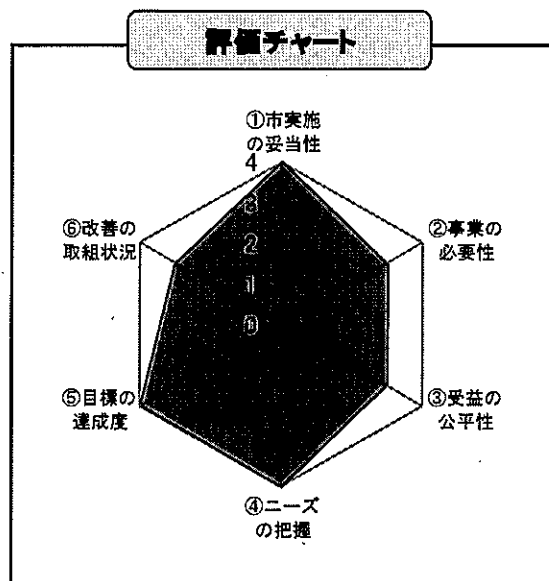 評価チャート
①市実施
の妥当性
4
3
2
1
0
⑥改善の
取組状況
②事業の
必要性
⑤目標の
達成度
③受益の
公平性
④ニーズ
の把握